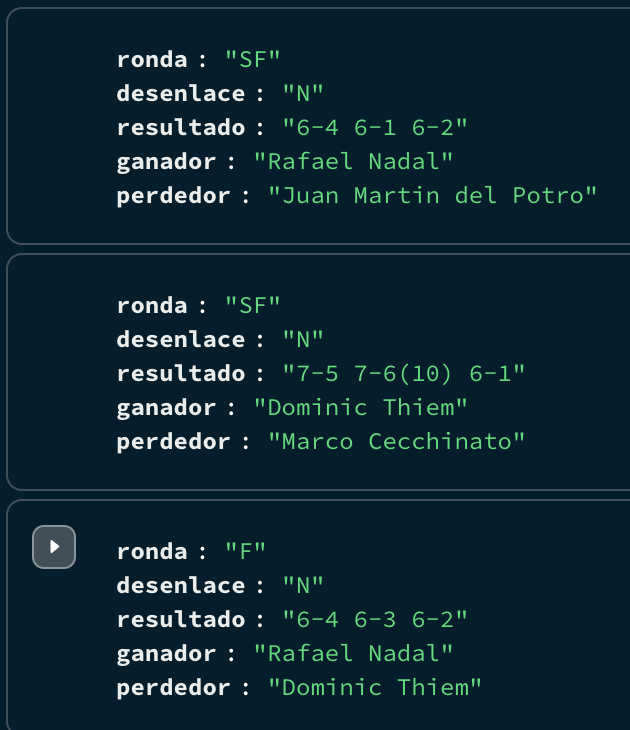 ronda : "SF"
desenlace : "N"
resultado : "6-4 6-1 6-2"
ganador : "Rafael Nadal"
perdedor : "Juan Martin del Potro"
ronda : "SF"
desenlace : "N"
resultado : "7-5 7-6(10) 6-1"
ganador : "Dominic Thiem"
perdedor : "Marco Cecchinato"
ronda : "F"
desenlace : "N"
resultado : "6-4 6-3 6-2"
ganador : "Rafael Nadal"
perdedor : "Dominic Thiem"